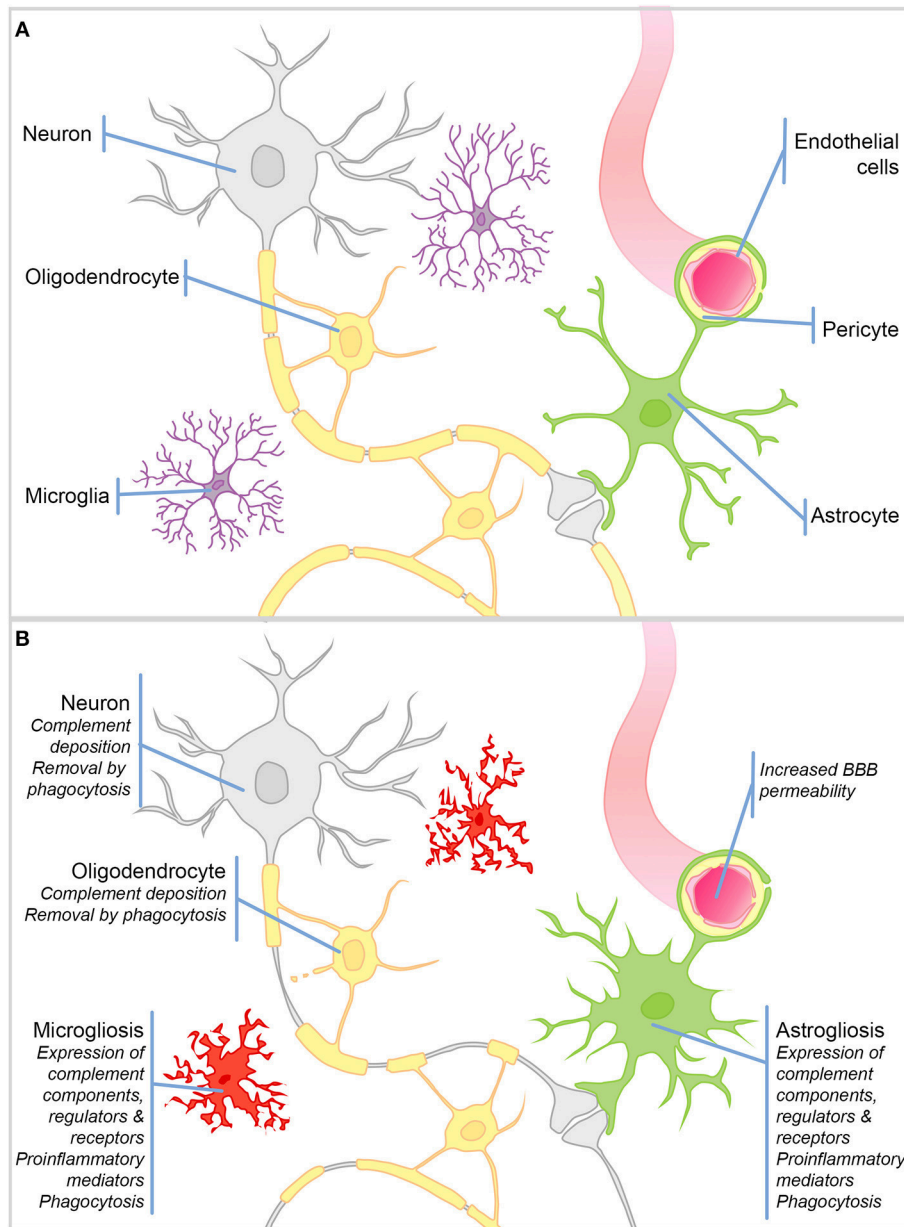 A
Neuron
Endothelial
cells
Oligodendrocyte
Pericyte
Microglia
Astrocyte
B
Neuron
Complement
deposition
Removal by
phagocytosis
Increased BBB
permeability
Oligodendrocyte
Complement deposition
Removal by phagocytosis
Microgliosis
Expression of
complement
components,
regulators &
receptors
Proinflammatory
mediators
Phagocytosis
Astrogliosis
Expression of
complement
components,
regulators &
receptors
Proinflammatory
mediators
Phagocytosis